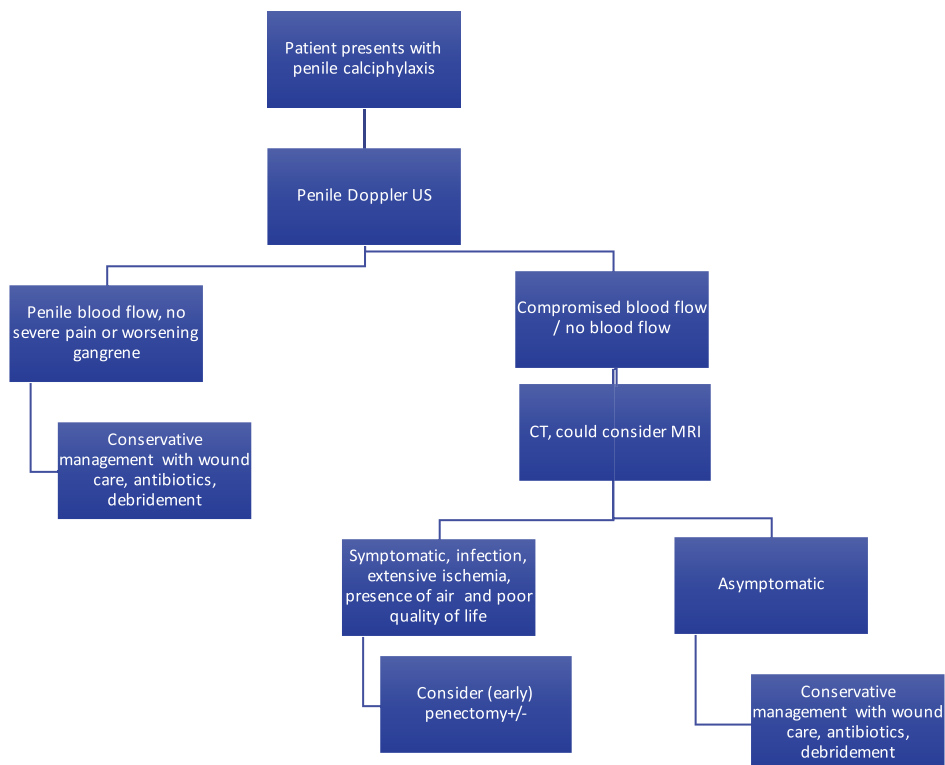 Patient presents with
penile calciphylaxis
Penile Doppler US
Penile blood flow, no
severe pain or worsening
gangrene
Compromised blood flow
/ no blood flow
Conservative
management with wound
care, antibiotics,
debridement
CT, could consider MRI
Symptomatic, infection,
extensive ischemia,
presence of air and poor
quality of life
Asymptomatic
Consider (early)
penectomy+/-
Conservative
management with wound
care, antibiotics,
debridement